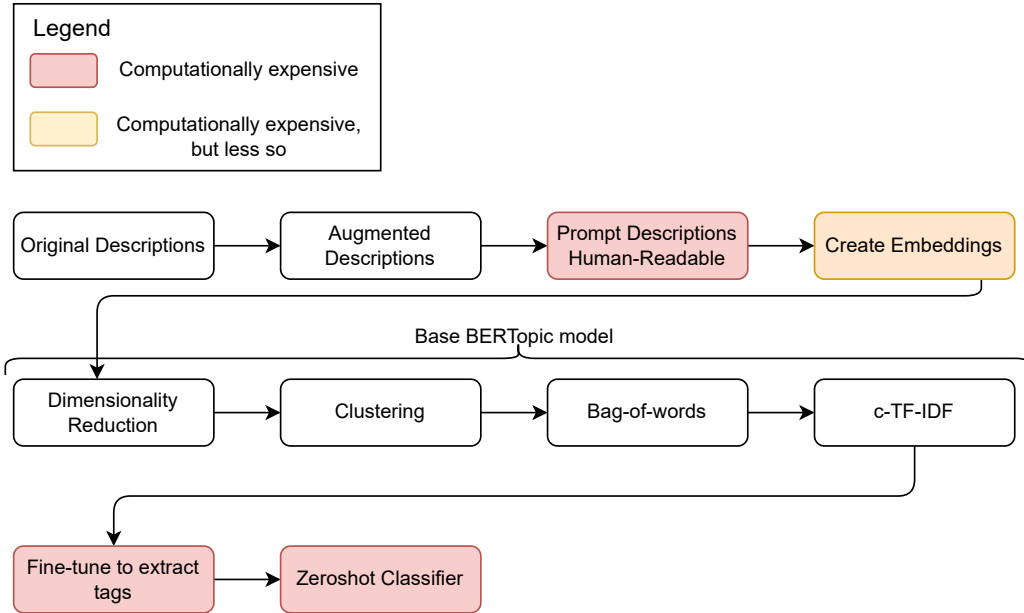 Legend
Computationally expensive
Computationally expensive,
but less so
Original Descriptions
Augmented
Descriptions
Prompt Descriptions
Human-Readable
Create Embeddings
Base BERTopic model
Dimensionality
Reduction
Clustering
Bag-of-words
c-TF-IDF
Fine-tune to extract
tags
Zeroshot Classifier